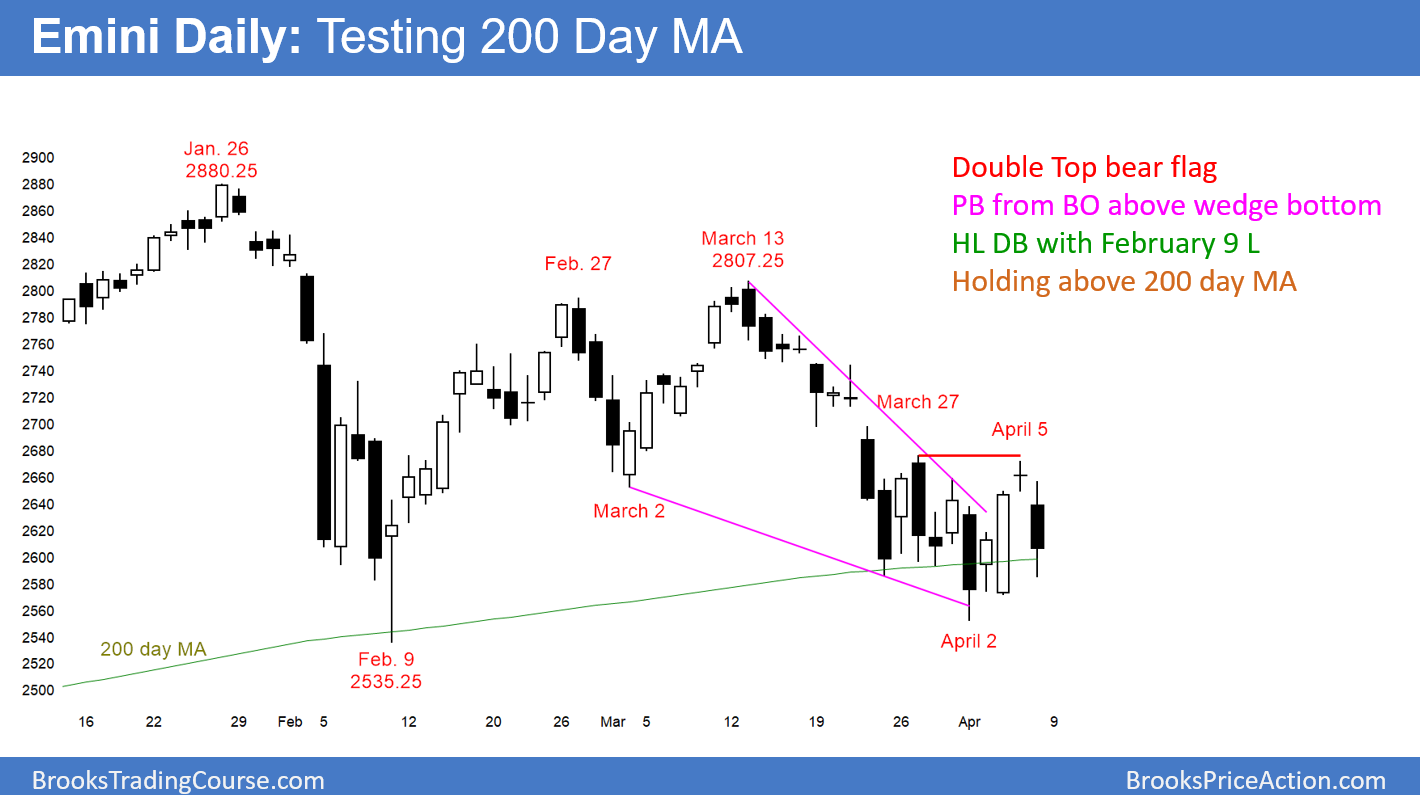 Emini Daily: Testing 200 Day MA
Jan. 26
2880.25
Feb. 27
March 13
2807.25
Double Top bear flag
PB from BO above wedge bottom
HL DB with February 9 L
Holding above 200 day MA
2900
2880
2860
2840
2820
2800
2780
2760
2740
2720
2700
2680
2660
2640
2620
2600
2580
2560
2540
2520
2500
March 27
April 5
March 2
April 2
200 day MA
Feb. 9
2535.25
16 22 29 Feb 5 12 20 26 Mar 5 12 19 26 Apr 9
BrooksTradingCourse.com
BrooksPriceAction.com